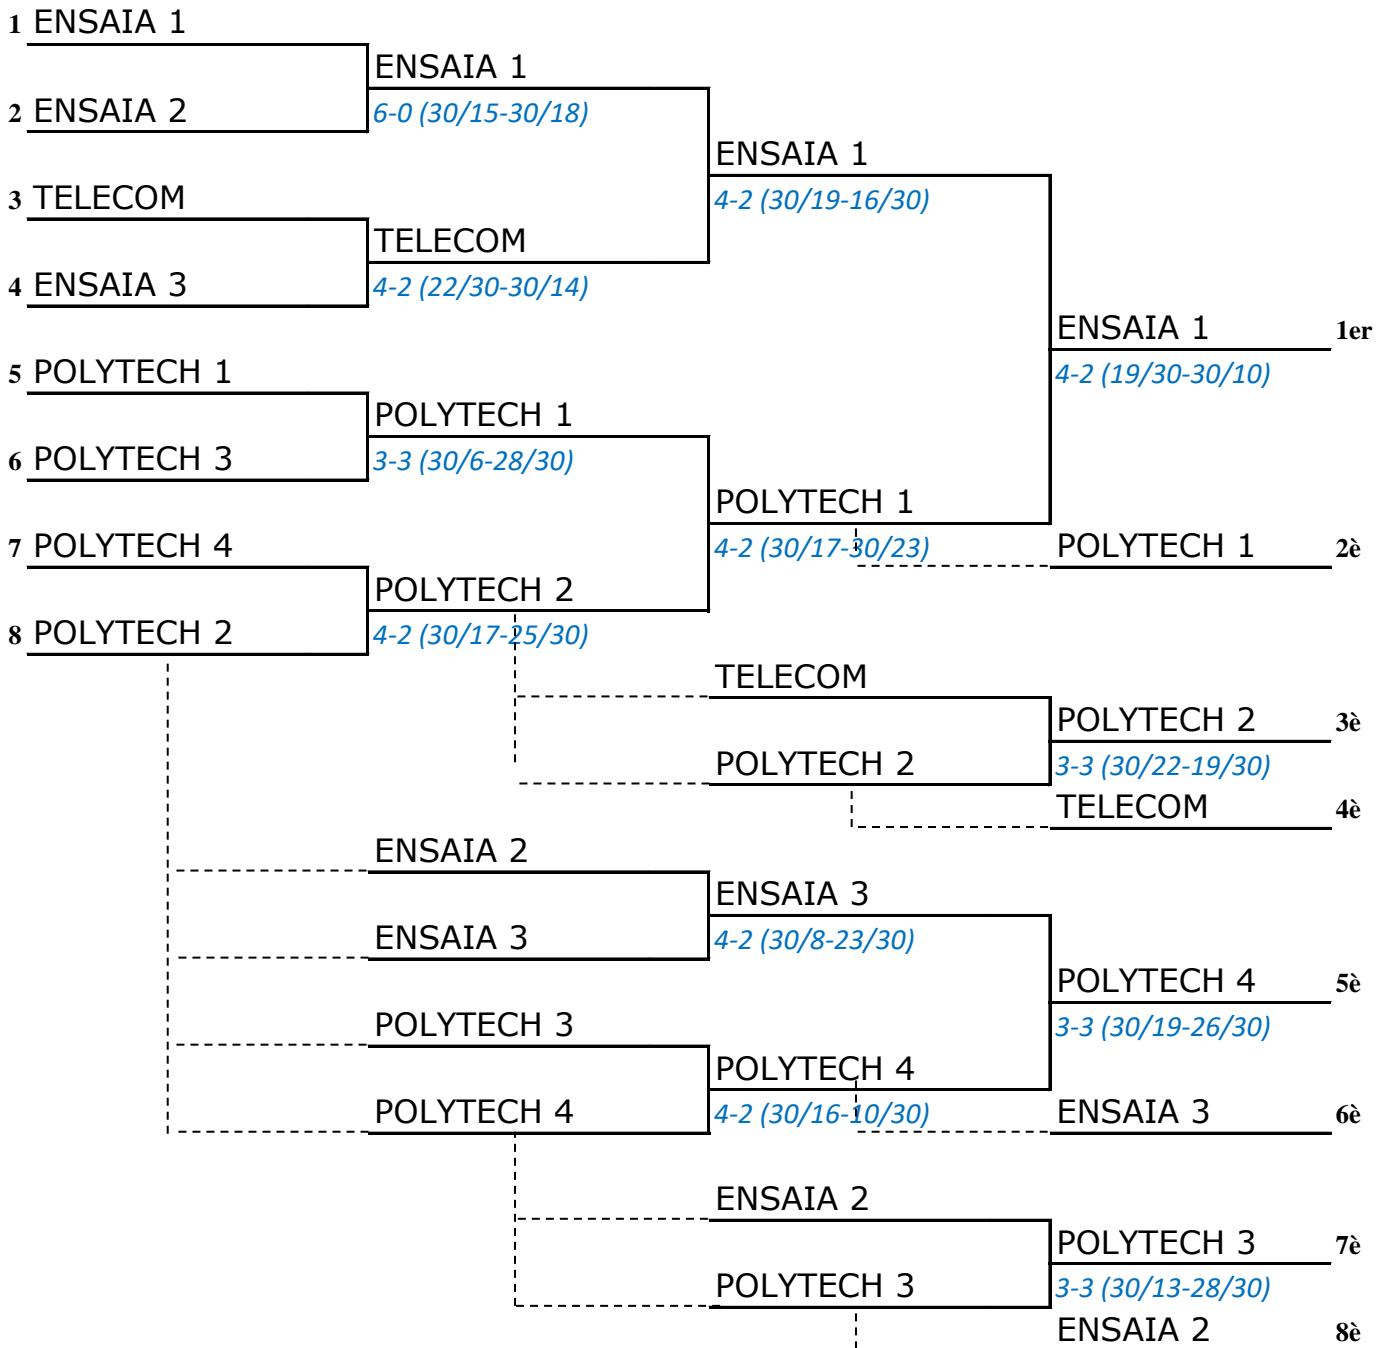 1 ENSAIA 1
ENSAIA 1
2 ENSAIA 2
6-0 (30/15-30/18)
ENSAIA 1
3 TELECOM
4-2 (30/19-16/30)
TELECOM
4 ENSAIA 3
4-2 (22/30-30/14)
ENSAIA 1 1er
5 POLYTECH 1
4-2 (19/30-30/10)
POLYTECH 1
6 POLYTECH 3
3-3 (30/6-28/30)
POLYTECH 1
7 POLYTECH 4
4-2 (30/17-30/23)
POLYTECH 1 2è
POLYTECH 2
8 POLYTECH 2
4-2 (30/17-25/30)
TELECOM
POLYTECH 2 3è
POLYTECH 2
3-3 (30/22-19/30)
TELECOM 4è
ENSAIA 2
ENSAIA 3
ENSAIA 3
4-2 (30/8-23/30)
POLYTECH 4 5è
POLYTECH 3
3-3 (30/19-26/30)
POLYTECH 4
POLYTECH 4
4-2 (30/16-10/30)
ENSAIA 3 6è
ENSAIA 2
POLYTECH 3 7è
POLYTECH 3
3-3 (30/13-28/30)
ENSAIA 2 8è